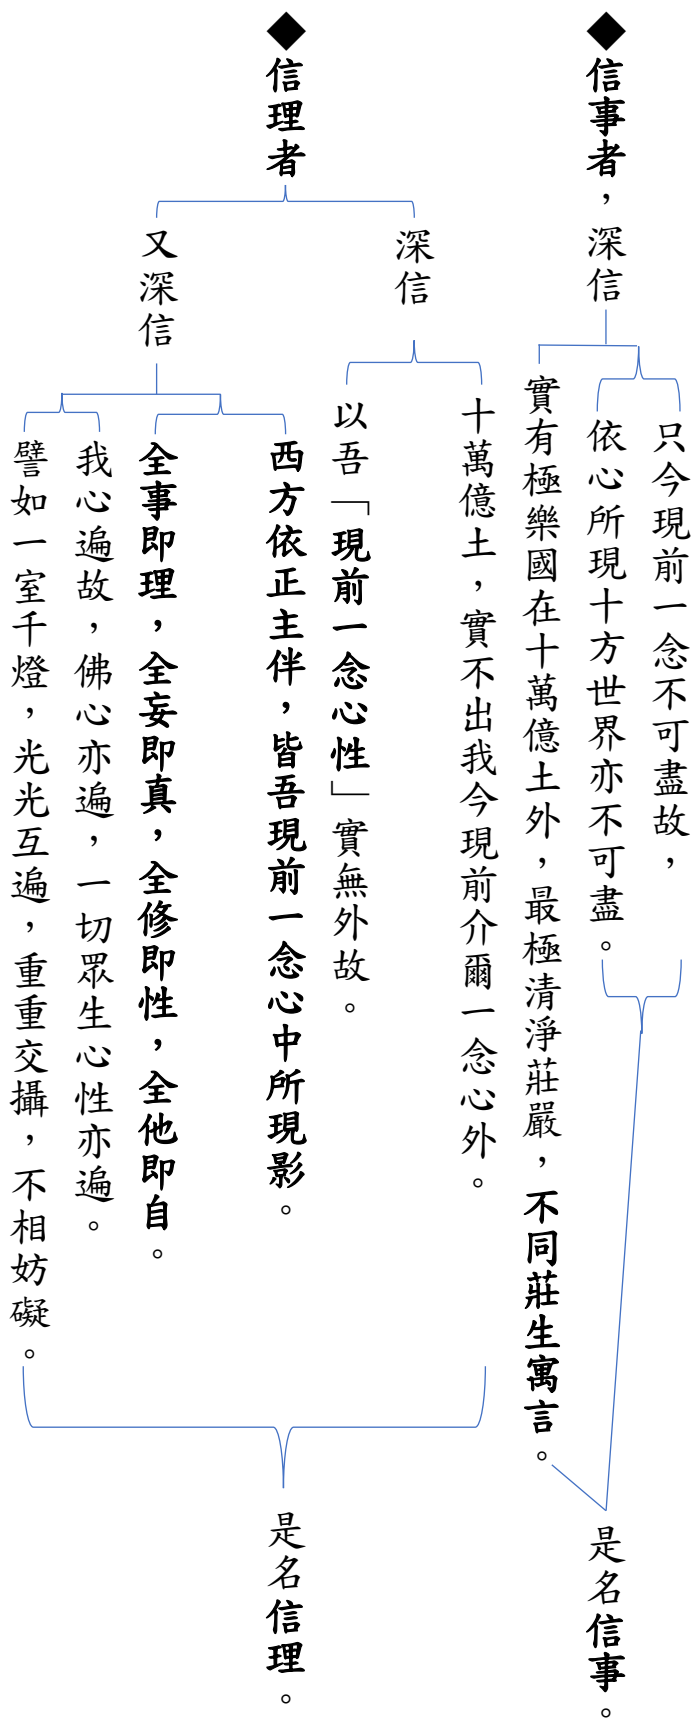 ◆信事者，深信
只今現前一念不可盡故，
依心所現十方世界亦不可盡。
實有極樂國在十萬億土外，最極清淨莊嚴，不同莊生寓言。
是名信事。
◆信理者
深信
十萬億土，實不出我今現前介爾一念心外。
以吾「現前一念心性」實無外故。
又深信
西方依正主伴，皆吾現前一念心中所現影。
全事即理，全妄即真，全修即性，全他即自。
我心遍故，佛心亦遍，一切眾生心性亦遍。
譬如一室千燈，光光互遍，重重交攝，不相妨礙。
是名信理。